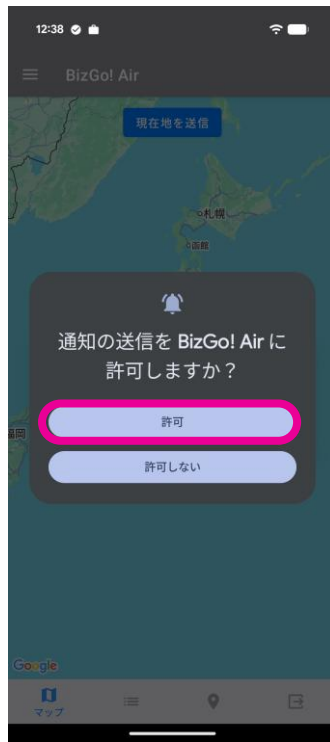 12:38
BizGo! Air
現在地を送信
札幌
函館
通知の送信を BizGo! Air に
許可しますか？
許可
福岡
許可しない
Google
マップ